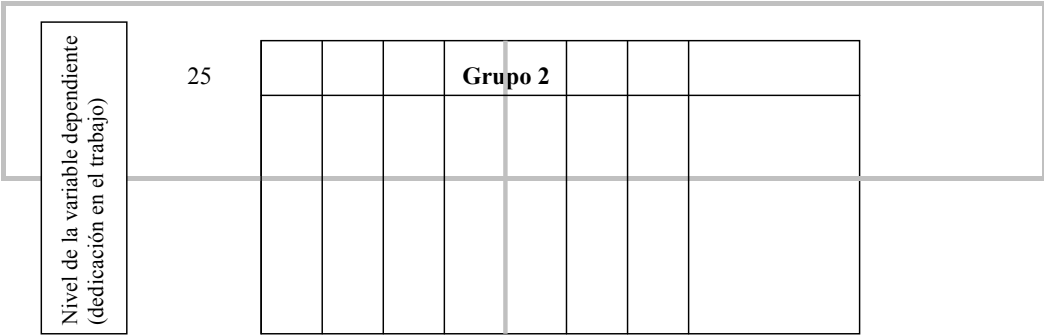 Nivel de la variable dependiente
(dedicación en el trabajo)
25
Grupo 2